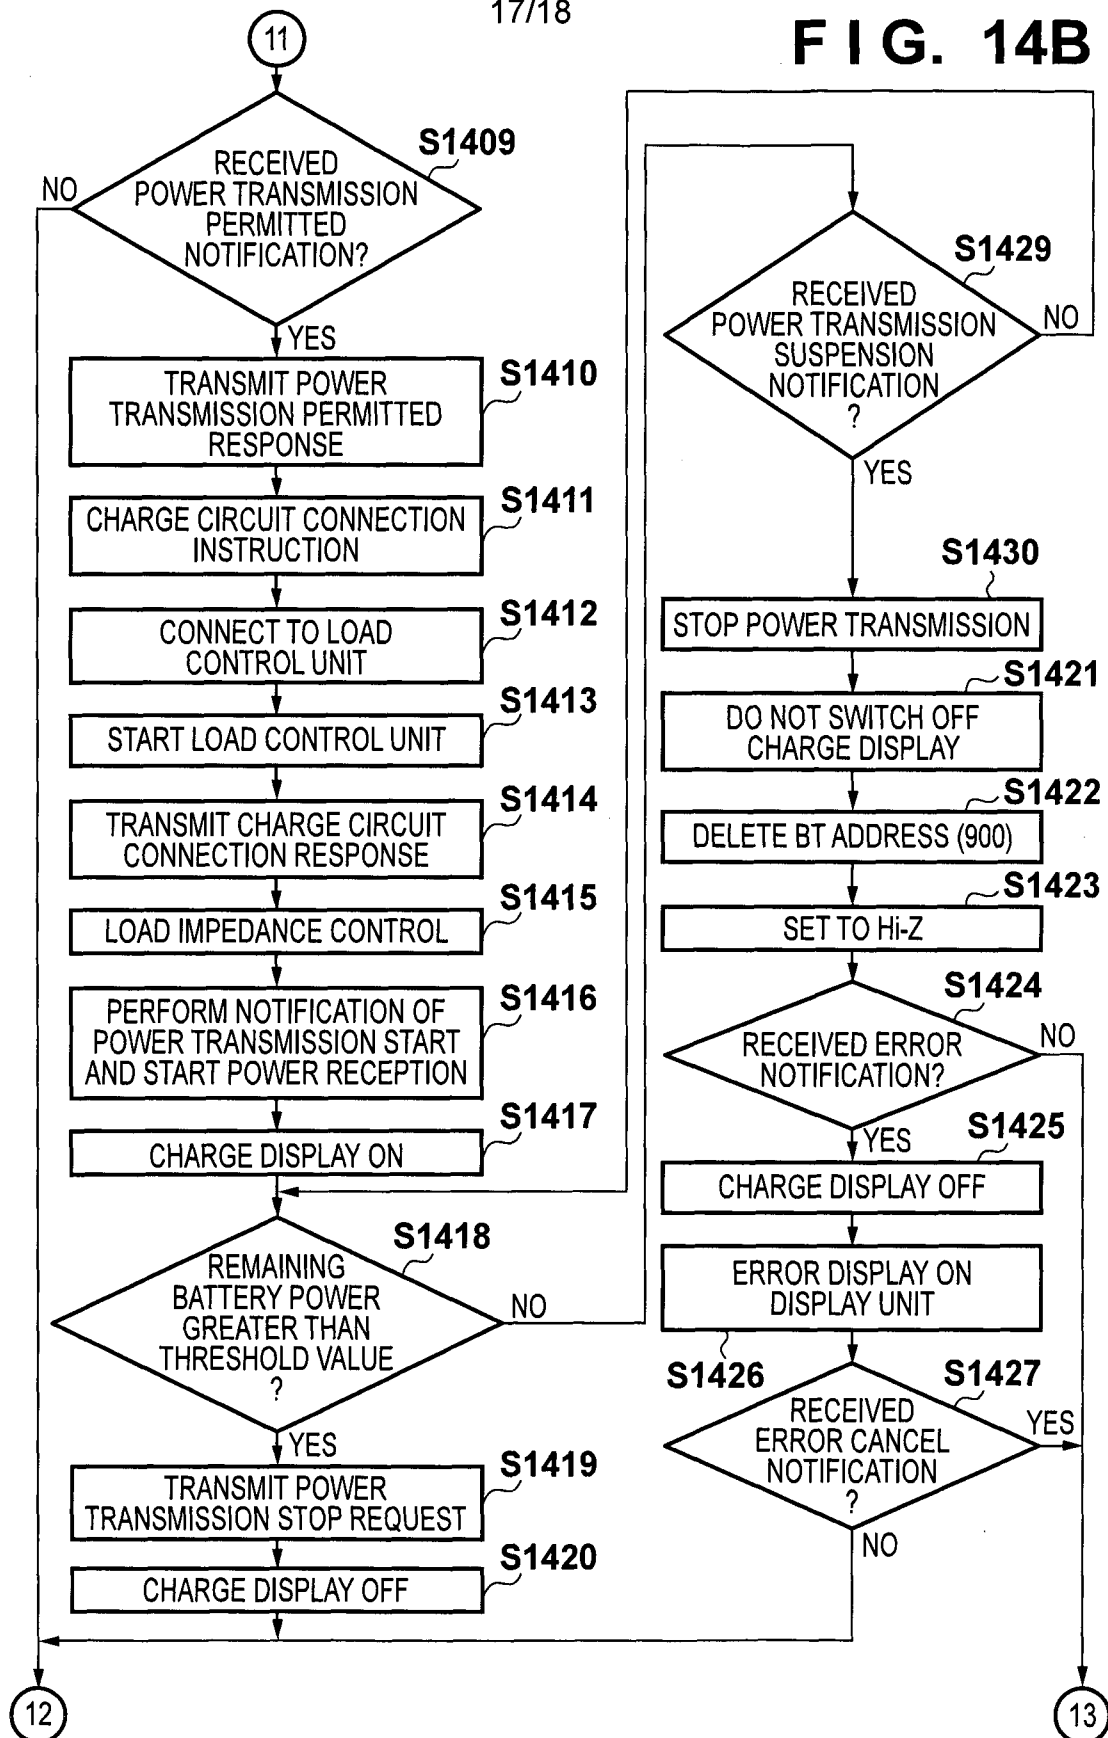 17/18
FIG. 14B
11
S1409
RECEIVED
POWER TRANSMISSION
PERMITTED
NOTIFICATION?
NO
YES
S1410
TRANSMIT POWER
TRANSMISSION PERMITTED
RESPONSE
S1411
CHARGE CIRCUIT CONNECTION
INSTRUCTION
S1412
CONNECT TO LOAD
CONTROL UNIT
S1413
START LOAD CONTROL UNIT
S1414
TRANSMIT CHARGE CIRCUIT
CONNECTION RESPONSE
S1415
LOAD IMPEDANCE CONTROL
S1416
PERFORM NOTIFICATION OF
POWER TRANSMISSION START
AND START POWER RECEPTION
S1417
CHARGE DISPLAY ON
S1418
REMAINING
BATTERY POWER
GREATER THAN
THRESHOLD VALUE
?
NO
YES
S1419
TRANSMIT POWER
TRANSMISSION STOP REQUEST
S1420
CHARGE DISPLAY OFF
12
S1429
RECEIVED
POWER TRANSMISSION
SUSPENSION
NOTIFICATION
?
NO
YES
S1430
STOP POWER TRANSMISSION
S1421
DO NOT SWITCH OFF
CHARGE DISPLAY
S1422
DELETE BT ADDRESS (900)
S1423
SET TO Hi-Z
S1424
RECEIVED ERROR
NOTIFICATION?
NO
YES
S1425
CHARGE DISPLAY OFF
ERROR DISPLAY ON
DISPLAY UNIT
S1426
S1427
RECEIVED
ERROR CANCEL
NOTIFICATION
?
YES
NO
13